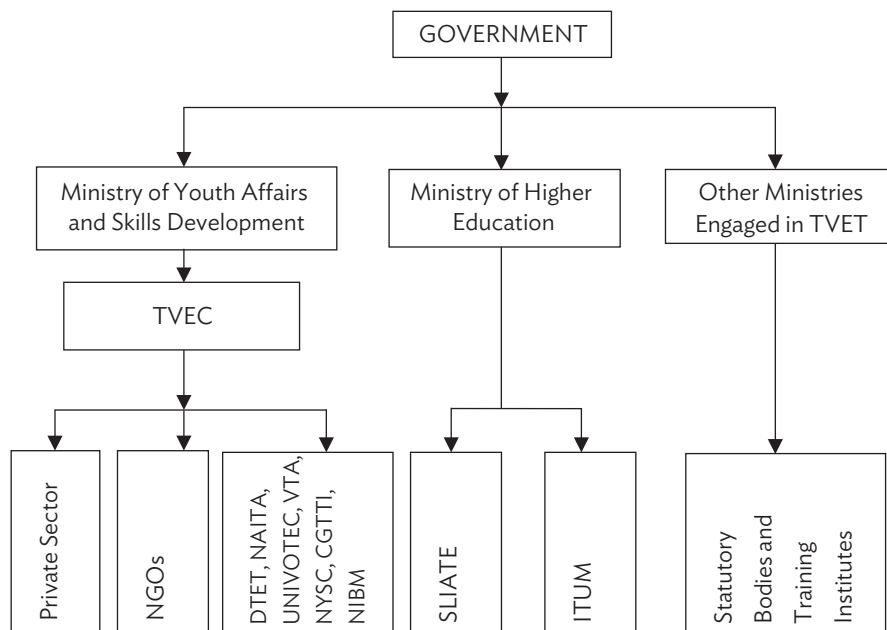 GOVERNMENT
Ministry of Youth Affairs
and Skills Development
Ministry of Higher
Education
Other Ministries
Engaged in TVET
TVEC
Private Sector
NGOs
DTET, NAITA,
UNIVOTEC, VTA,
NYSC, CGTTI,
NIBM
SLIATE
ITUM
Statutory
Bodies and
Training
Institutes